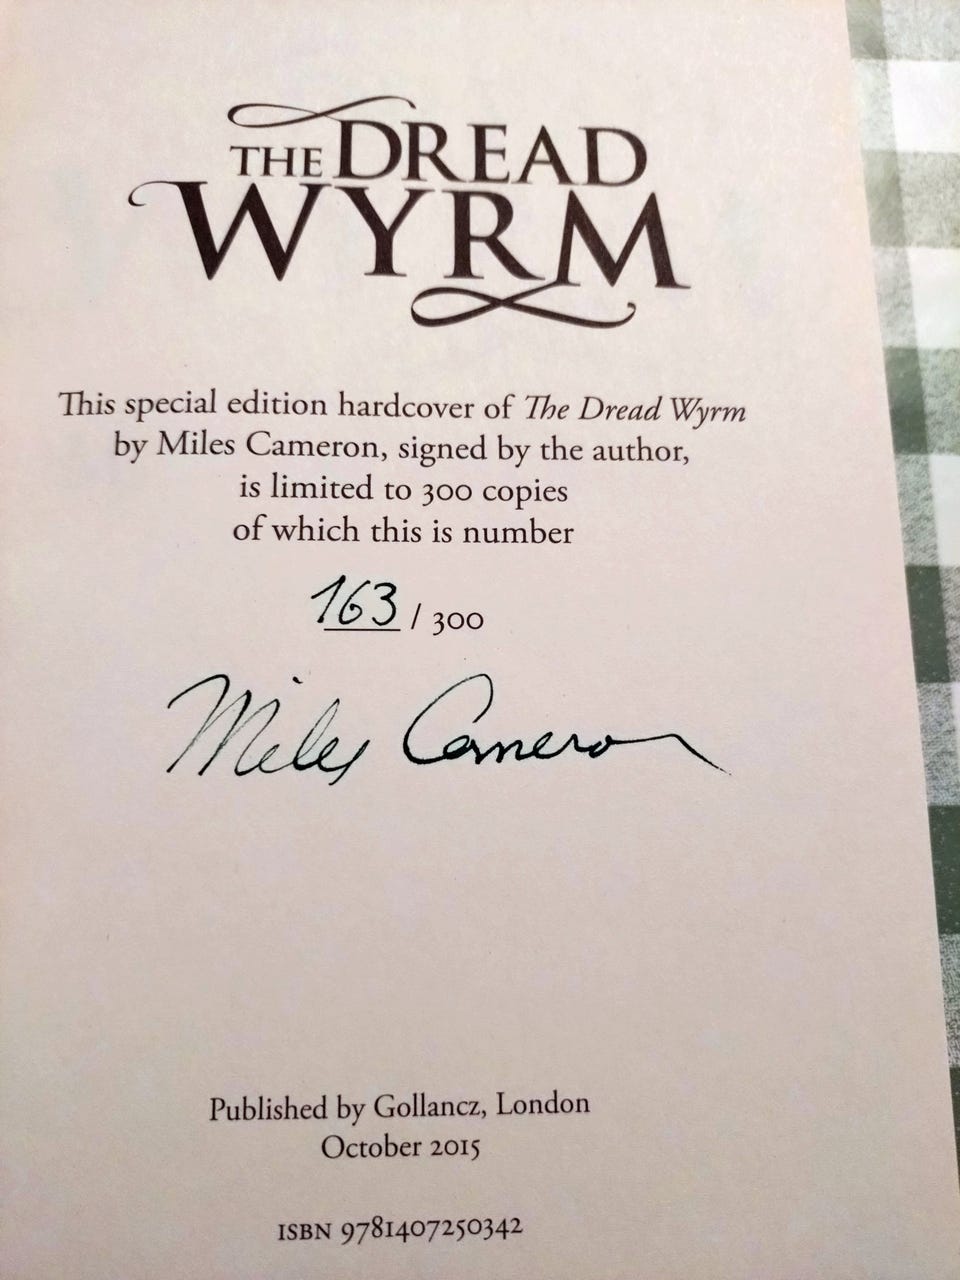 THE DREAD
WYRM
This special edition hardcover of The Dread Wyrm
by Miles Cameron, signed by the author,
is limited to 300 copies
of which this is number
163 / 300
Miles Cameron
Published by Gollancz, London
October 2015
ISBN 9781407250342